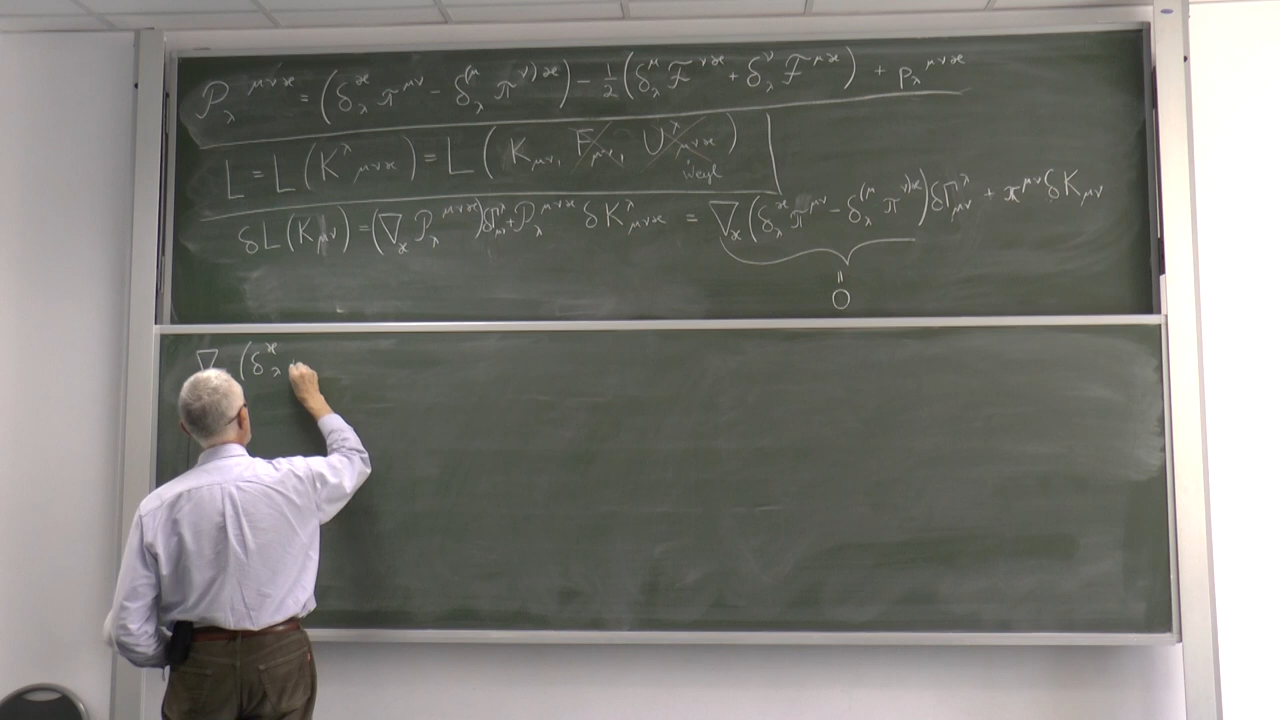 𝒫_λ^{μνϰ} = (δ_λ^ϰ π^{μν} − δ_λ^{(μ} π^{ν)ϰ}) − 1/2 (δ_λ^μ ℱ^{νϰ} + δ_λ^ν ℱ^{μϰ}) + p_λ^{μνϰ}
L = L(K^λ_{μνϰ}) = L(K_{μν}, F_{μν}, U^λ_{μνϰ})
Weyl
δL(K_{μν}) = (∇_ϰ 𝒫_λ^{μνϰ}) δΓ^λ_{μν} + 𝒫_λ^{μνϰ} δK^λ_{μνϰ} = ∇_ϰ (δ_λ^ϰ π^{μν} − δ_λ^{(μ} π^{ν)ϰ}) δΓ^λ_{μν} + π^{μν} δK_{μν}
=
0
∇ (δ_λ^ϰ